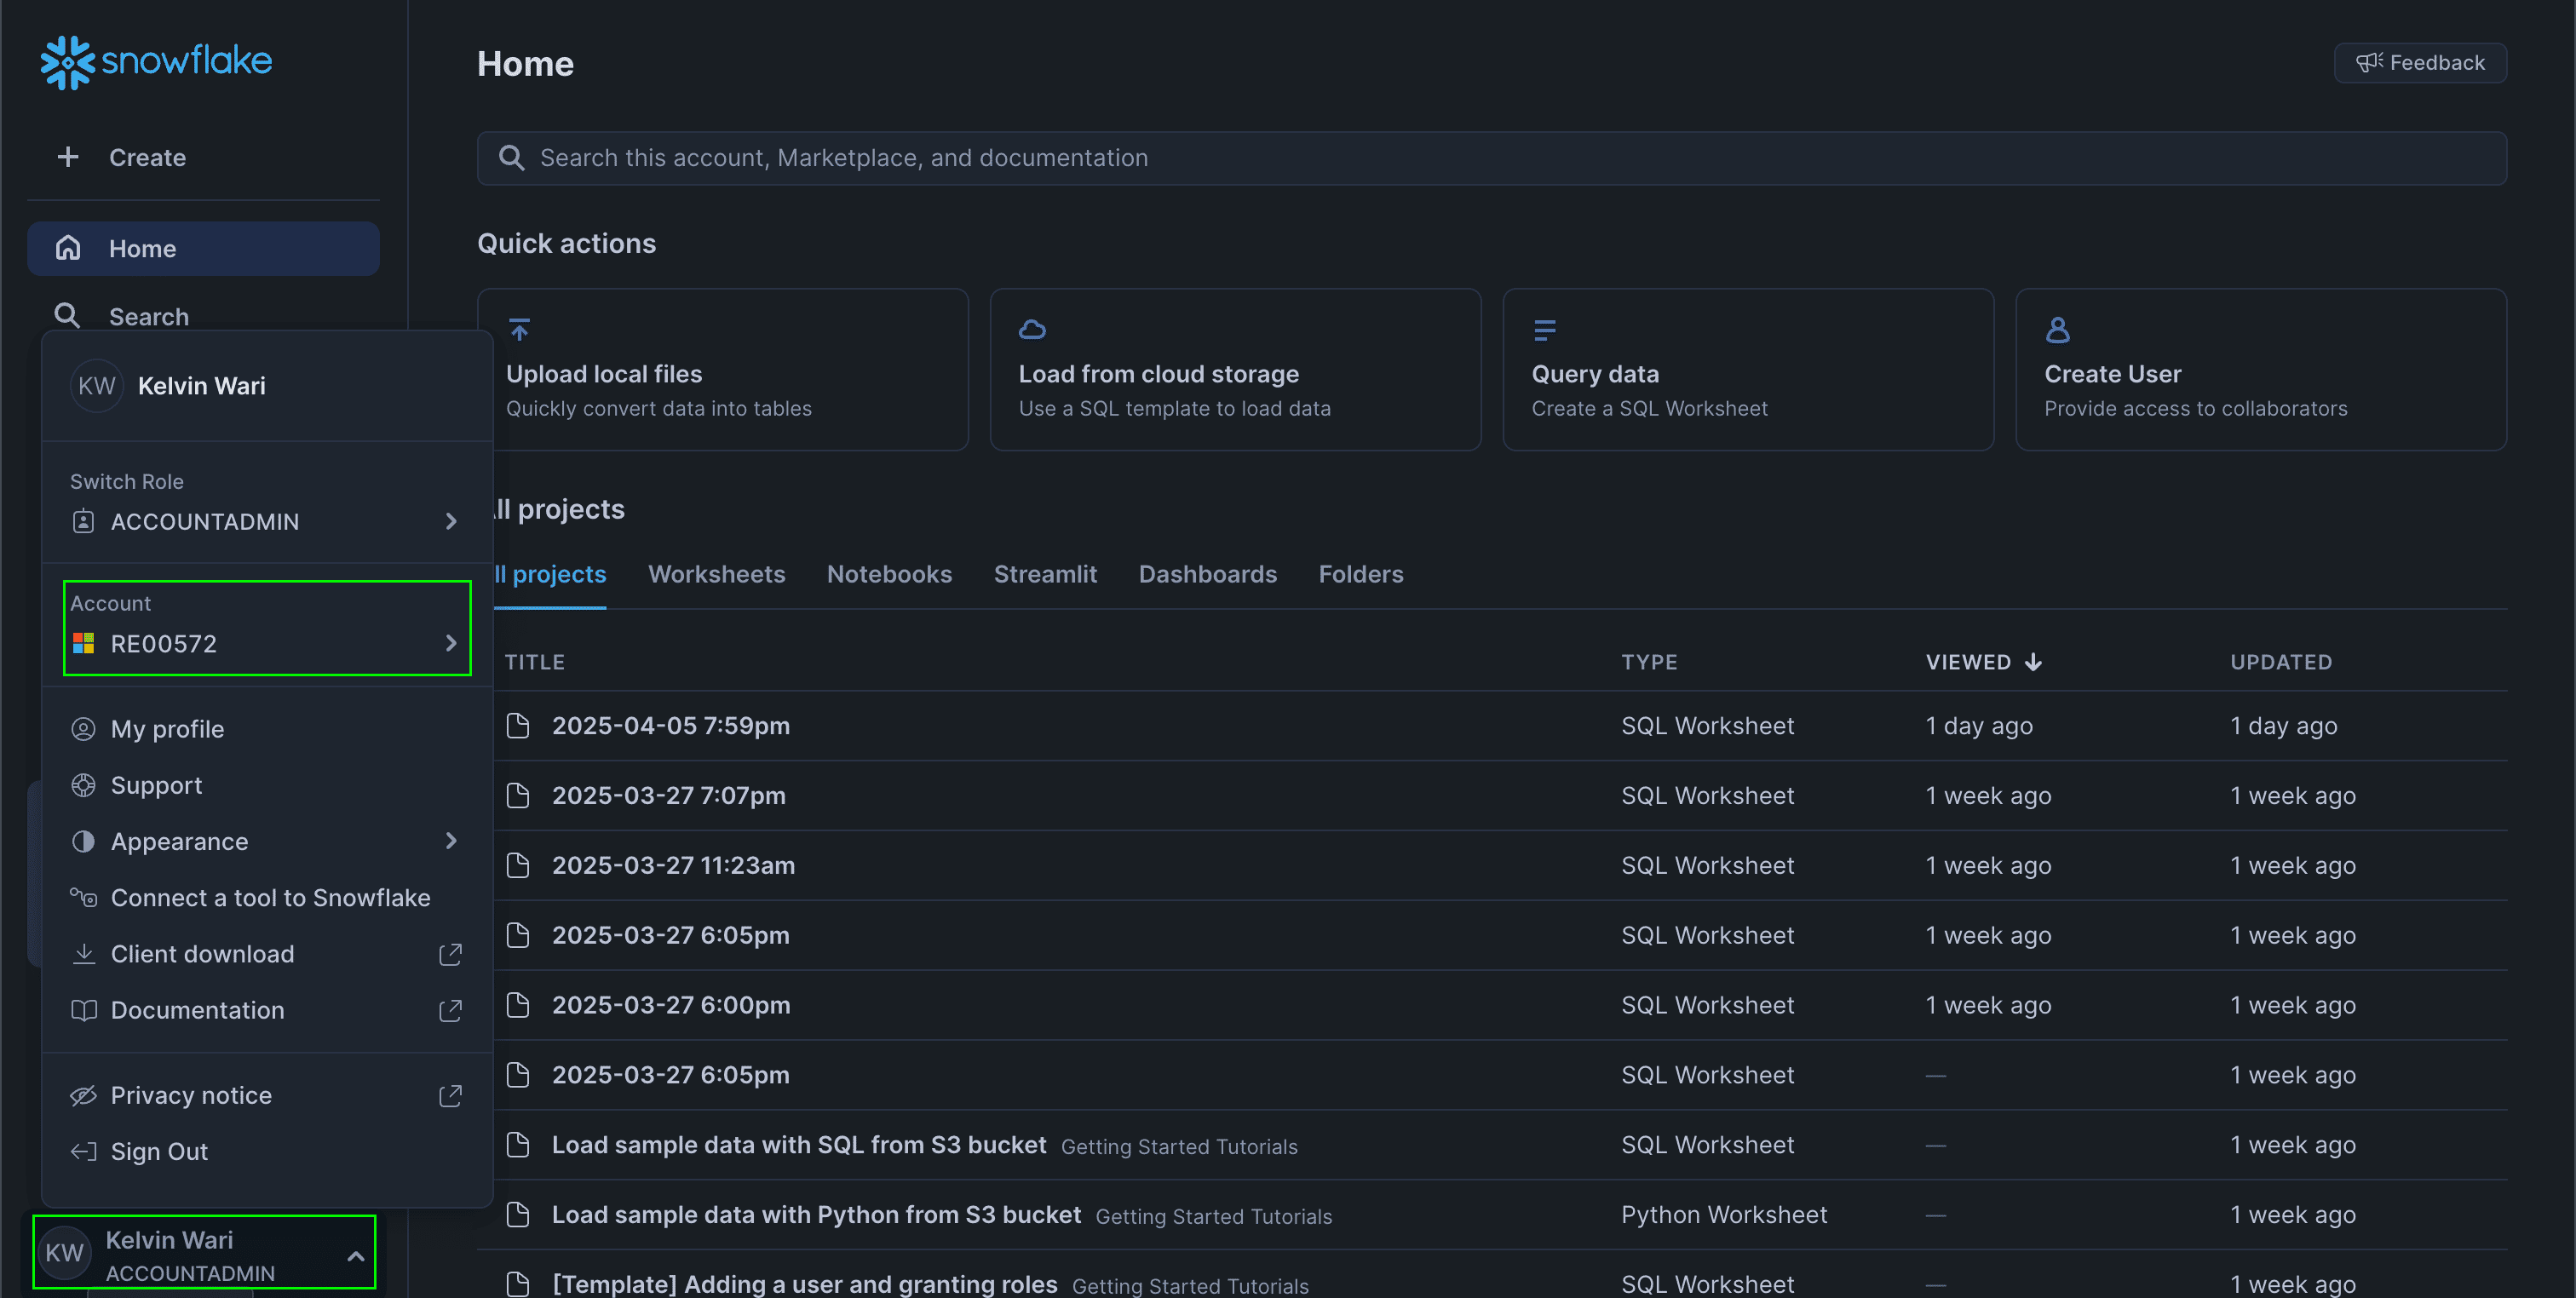 snowflake
Create
Home
Search
KW Kelvin Wari
Switch Role
ACCOUNTADMIN
Account
RE00572
My profile
Support
Appearance
Connect a tool to Snowflake
Client download
Documentation
Privacy notice
Sign Out
KW Kelvin Wari
ACCOUNTADMIN
Home
Feedback
Search this account, Marketplace, and documentation
Quick actions
Upload local files
Quickly convert data into tables
Load from cloud storage
Use a SQL template to load data
Query data
Create a SQL Worksheet
Create User
Provide access to collaborators
ll projects
ll projects Worksheets Notebooks Streamlit Dashboards Folders
TITLE TYPE VIEWED UPDATED
2025-04-05 7:59pm SQL Worksheet 1 day ago 1 day ago
2025-03-27 7:07pm SQL Worksheet 1 week ago 1 week ago
2025-03-27 11:23am SQL Worksheet 1 week ago 1 week ago
2025-03-27 6:05pm SQL Worksheet 1 week ago 1 week ago
2025-03-27 6:00pm SQL Worksheet 1 week ago 1 week ago
2025-03-27 6:05pm SQL Worksheet — 1 week ago
Load sample data with SQL from S3 bucket Getting Started Tutorials SQL Worksheet — 1 week ago
Load sample data with Python from S3 bucket Getting Started Tutorials Python Worksheet — 1 week ago
[Template] Adding a user and granting roles Getting Started Tutorials SQL Worksheet — 1 week ago